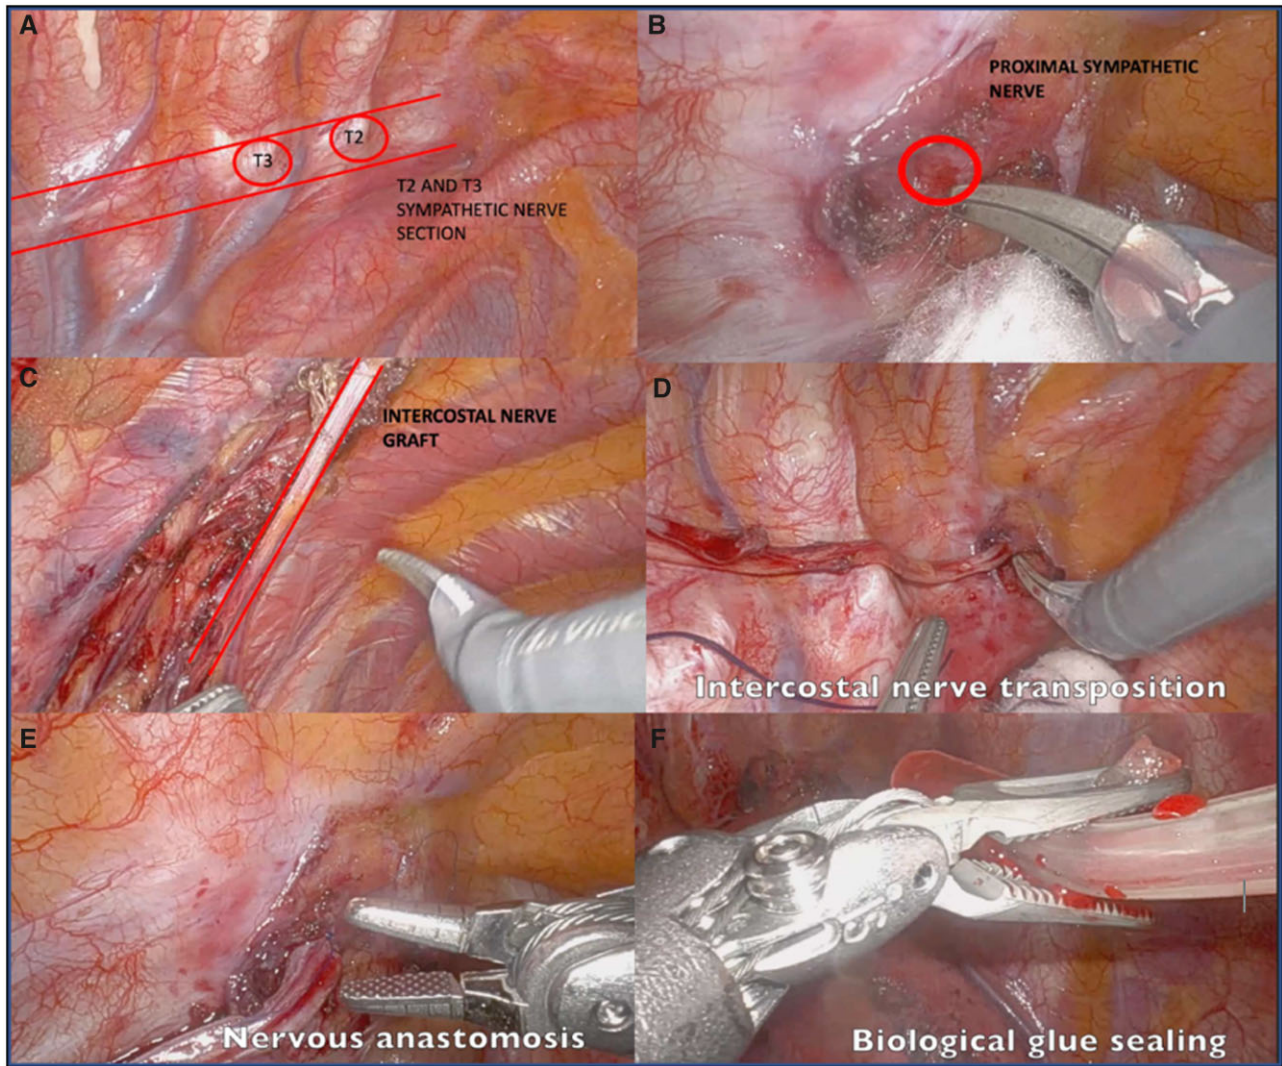 A
T3
T2
T2 AND T3
SYMPATHETIC NERVE
SECTION
B
PROXIMAL SYMPATHETIC
NERVE
C
INTERCOSTAL NERVE
GRAFT
D
Intercostal nerve transposition
E
Nervous anastomosis
F
Biological glue sealing